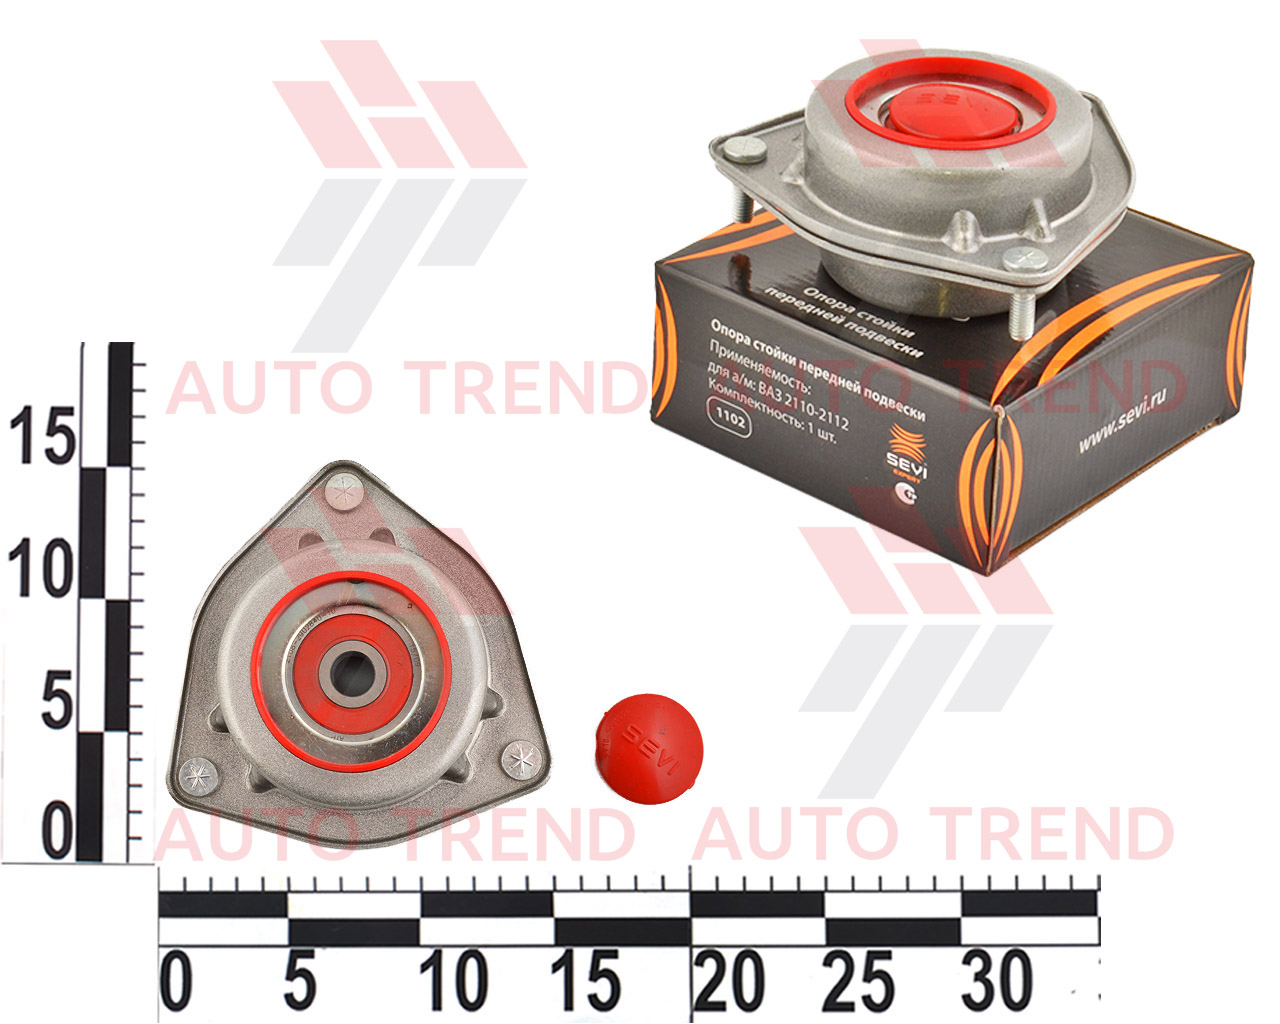 SEVI
Опора стойки
передней подвески
Опора стойки передней подвески
Применяемость:
для а/м: ВАЗ 2110-2112
Комплектность: 1 шт.
1102
SEVI
EXPERT
www.sevi.ru
AUTO TREND
AUTO TREND
SEVI
AUTO TREND
AUTO TREND
15
10
5
0
0 5 10 15 20 25 30